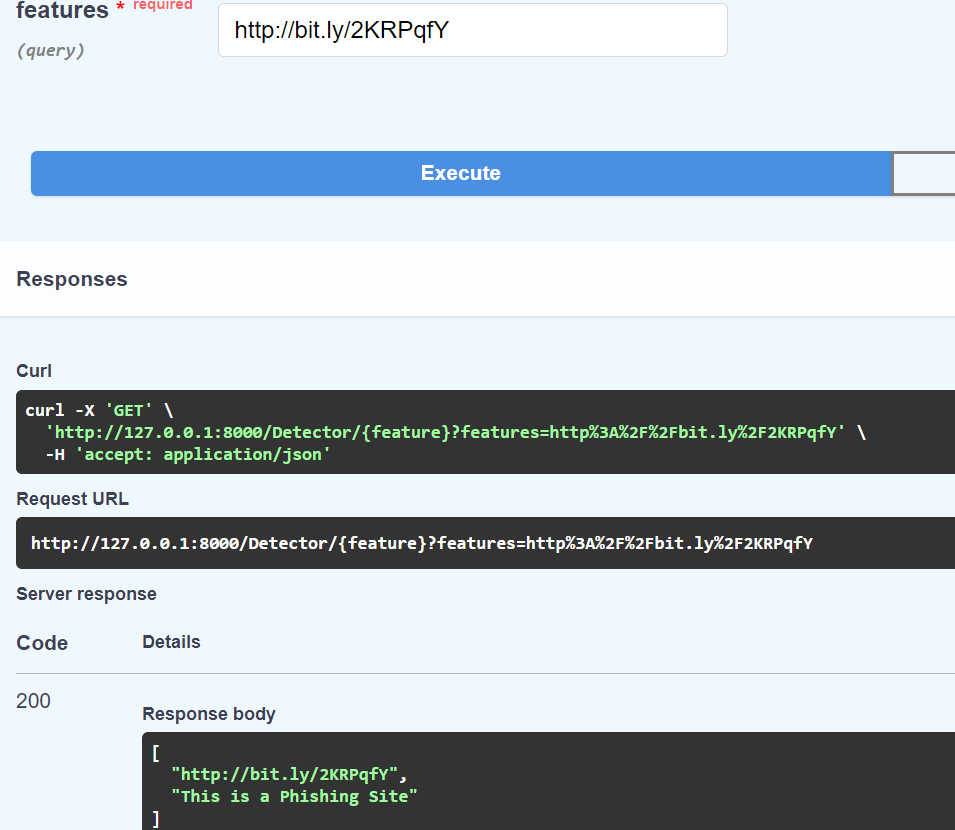 features * required
http://bit.ly/2KRPqfY
(query)
Execute
Responses
Curl
curl -X 'GET' \
'http://127.0.0.1:8000/Detector/{feature}?features=http%3A%2F%2Fbit.ly%2F2KRPqfY' \
-H 'accept: application/json'
Request URL
http://127.0.0.1:8000/Detector/{feature}?features=http%3A%2F%2Fbit.ly%2F2KRPqfY
Server response
Code Details
200
Response body
[
"http://bit.ly/2KRPqfY",
"This is a Phishing Site"
]